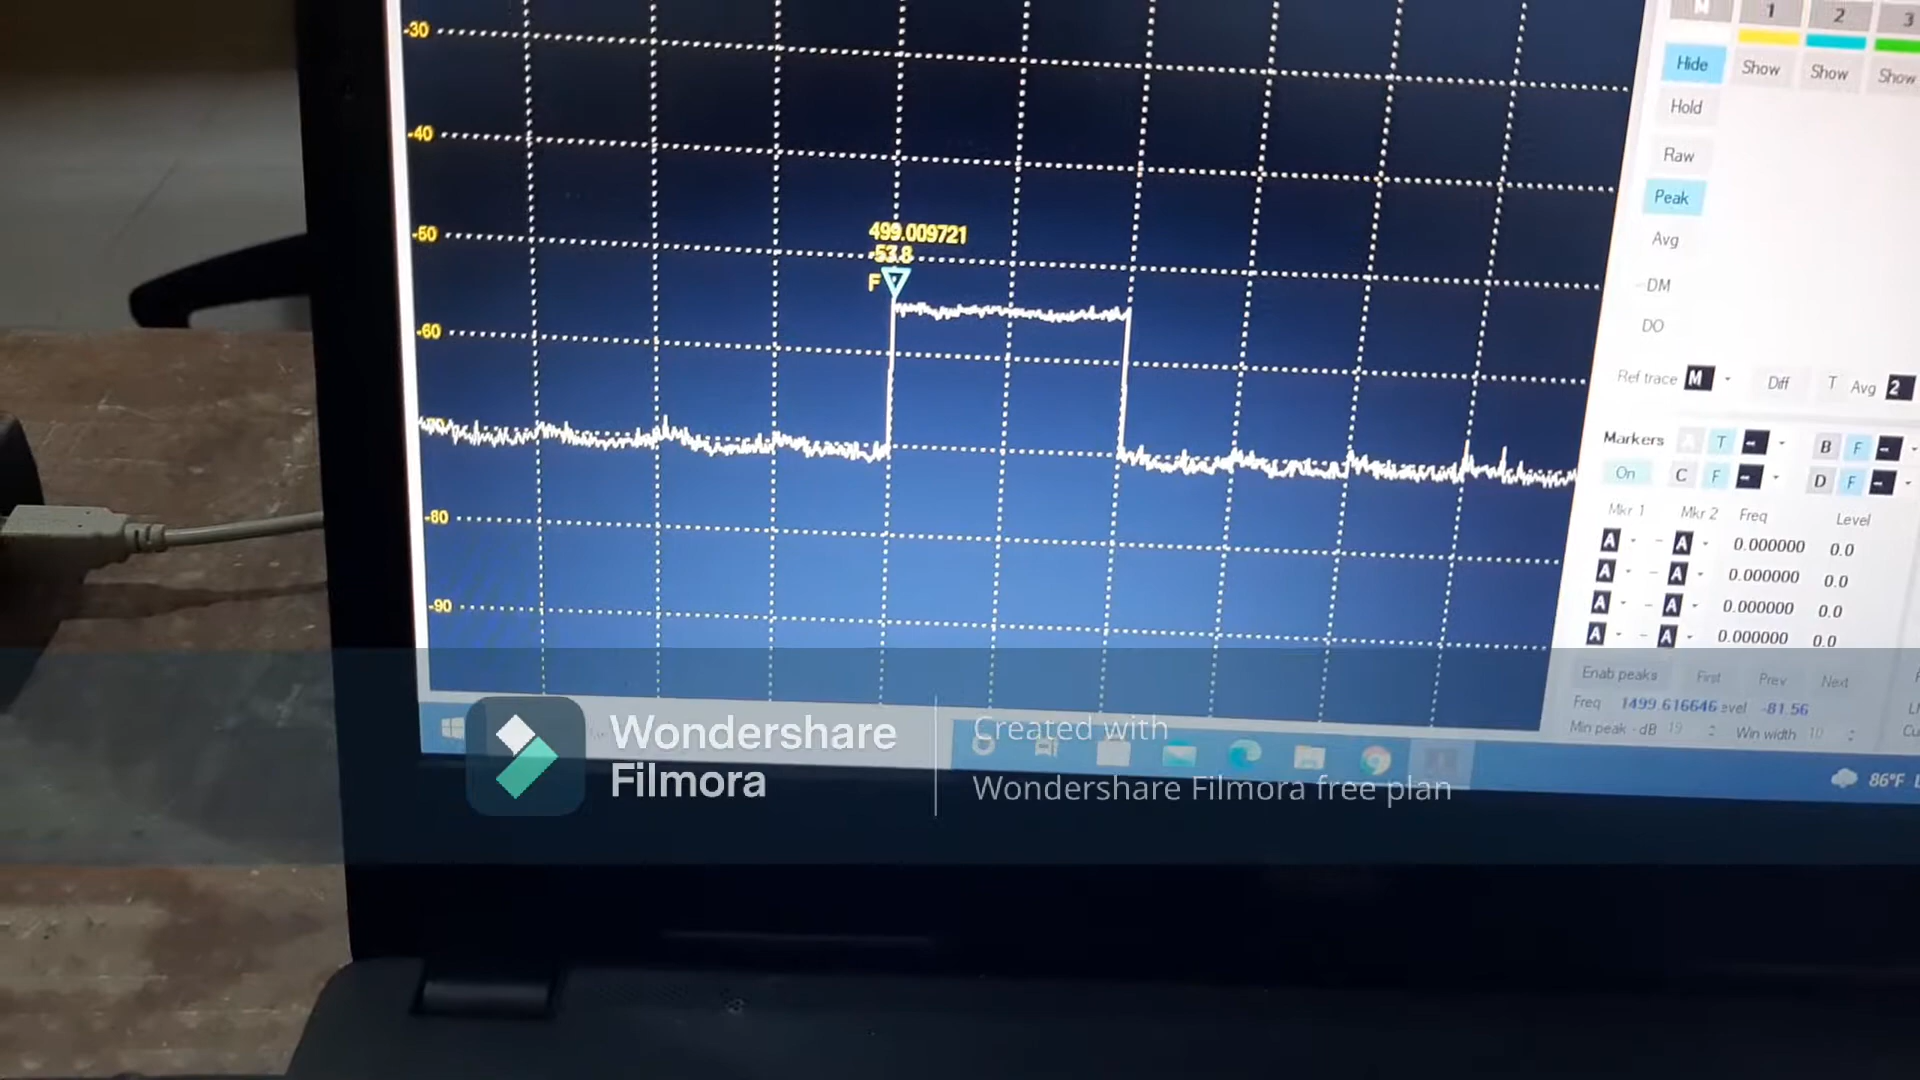 -30
-40
-50
-60
-70
-80
-90
499.009721
-53.8
F
M 1 2 3
Hide Show Show Show
Hold
Raw
Peak
Avg
DM
DO
Ref trace M Diff T Avg 2
Markers A T B F
On C F D F
Mkr 1 Mkr 2 Freq Level
A - A 0.000000 0.0
A - A 0.000000 0.0
A - A 0.000000 0.0
A - A 0.000000 0.0
Enab peaks First Prev Next
Freq 1499.616646 evel -81.56
Min peak - dB 19 Win width 10
86°F
Wondershare
Filmora
Created with
Wondershare Filmora free plan